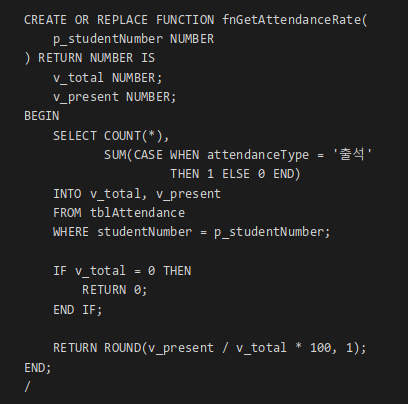 CREATE OR REPLACE FUNCTION fnGetAttendanceRate(
    p_studentNumber NUMBER
) RETURN NUMBER IS
    v_total NUMBER;
    v_present NUMBER;
BEGIN
    SELECT COUNT(*),
           SUM(CASE WHEN attendanceType = '출석'
                    THEN 1 ELSE 0 END)
    INTO v_total, v_present
    FROM tblAttendance
    WHERE studentNumber = p_studentNumber;

    IF v_total = 0 THEN
        RETURN 0;
    END IF;

    RETURN ROUND(v_present / v_total * 100, 1);
END;
/